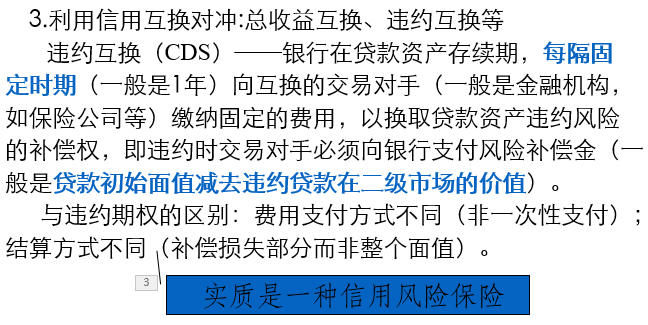 3.利用信用互换对冲:总收益互换、违约互换等
违约互换（CDS）——银行在贷款资产存续期，每隔固
定时期（一般是1年）向互换的交易对手（一般是金融机构，
如保险公司等）缴纳固定的费用，以换取贷款资产违约风险
的补偿权，即违约时交易对手必须向银行支付风险补偿金（一
般是贷款初始面值减去违约贷款在二级市场的价值）。
与违约期权的区别：费用支付方式不同（非一次性支付）；
结算方式不同（补偿损失部分而非整个面值）。
3
实质是一种信用风险保险